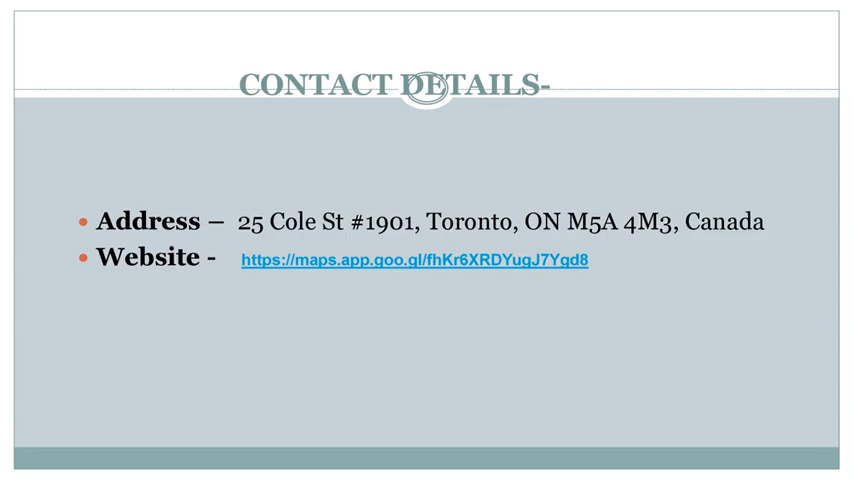 CONTACT DETAILS-
• Address – 25 Cole St #1901, Toronto, ON M5A 4M3, Canada
• Website - https://maps.app.goo.gl/fhKr6XRDYugJ7Ygd8